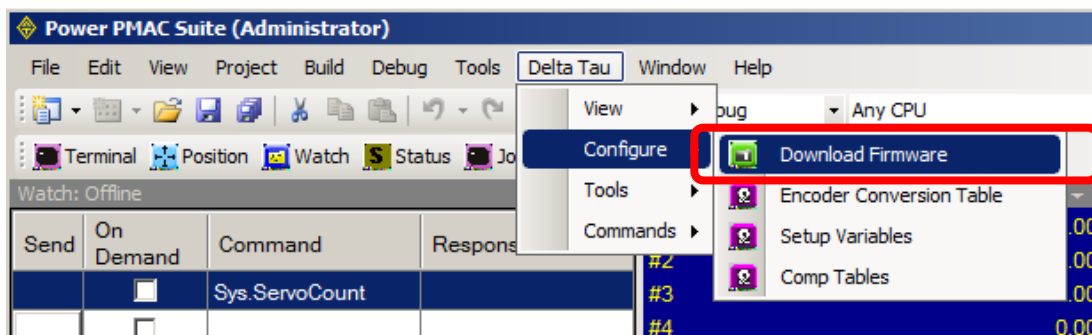 Power PMAC Suite (Administrator)
File Edit View Project Build Debug Tools Delta Tau Window Help
View
Any CPU
Terminal Position Watch Status
Configure
Download Firmware
Watch: Offline
Tools
Encoder Conversion Table
Send On Demand Command
Commands
Setup Variables
#2
Comp Tables
Sys.ServoCount
#3
#4